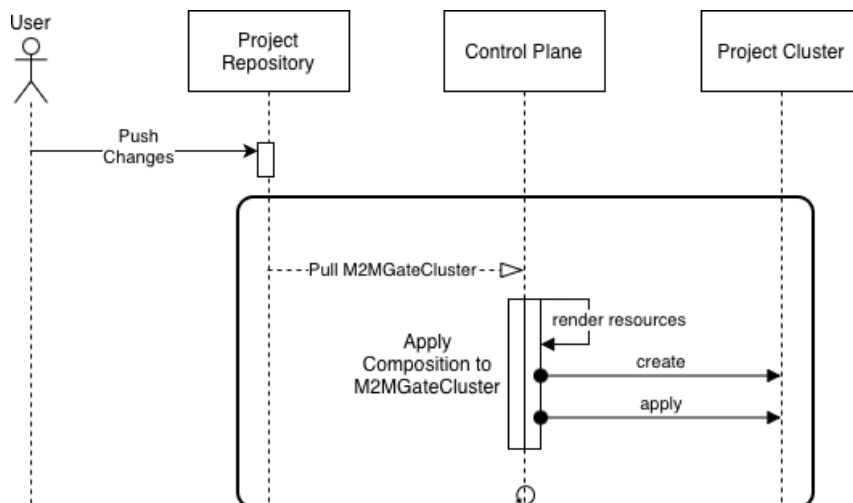 User
Project
Repository
Control Plane
Project Cluster
Push
Changes
Pull M2MGateCluster
render resources
Apply
Composition to
M2MGateCluster
create
apply